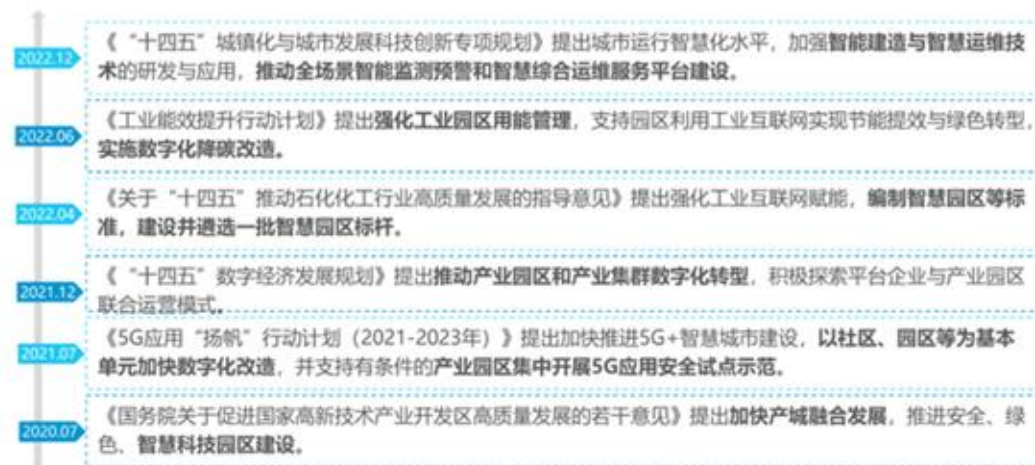 2022.12
《 “十四五” 城镇化与城市发展科技创新专项规划》提出城市运行智慧化水平，加强智能建造与智慧运维技
术的研发与应用，推动全场景智能监测预警和智慧综合运维服务平台建设。
2022.06
《工业能效提升行动计划》提出强化工业园区用能管理，支持园区利用工业互联网实现节能提效与绿色转型，
实施数字化降碳改造。
2022.04
《关于 “十四五” 推动石化化工行业高质量发展的指导意见》提出强化工业互联网赋能，编制智慧园区等标
准，建设并遴选一批智慧园区标杆。
2021.12
《 “十四五” 数字经济发展规划》提出推动产业园区和产业集群数字化转型，积极探索平台企业与产业园区
联合运营模式。
2021.07
《5G应用 “扬帆” 行动计划（2021-2023年）》提出加快推进5G+智慧城市建设，以社区、园区等为基本
单元加快数字化改造，并支持有条件的产业园区集中开展5G应用安全试点示范。
2020.07
《国务院关于促进国家高新技术产业开发区高质量发展的若干意见》提出加快产城融合发展，推进安全、绿
色、智慧科技园区建设。